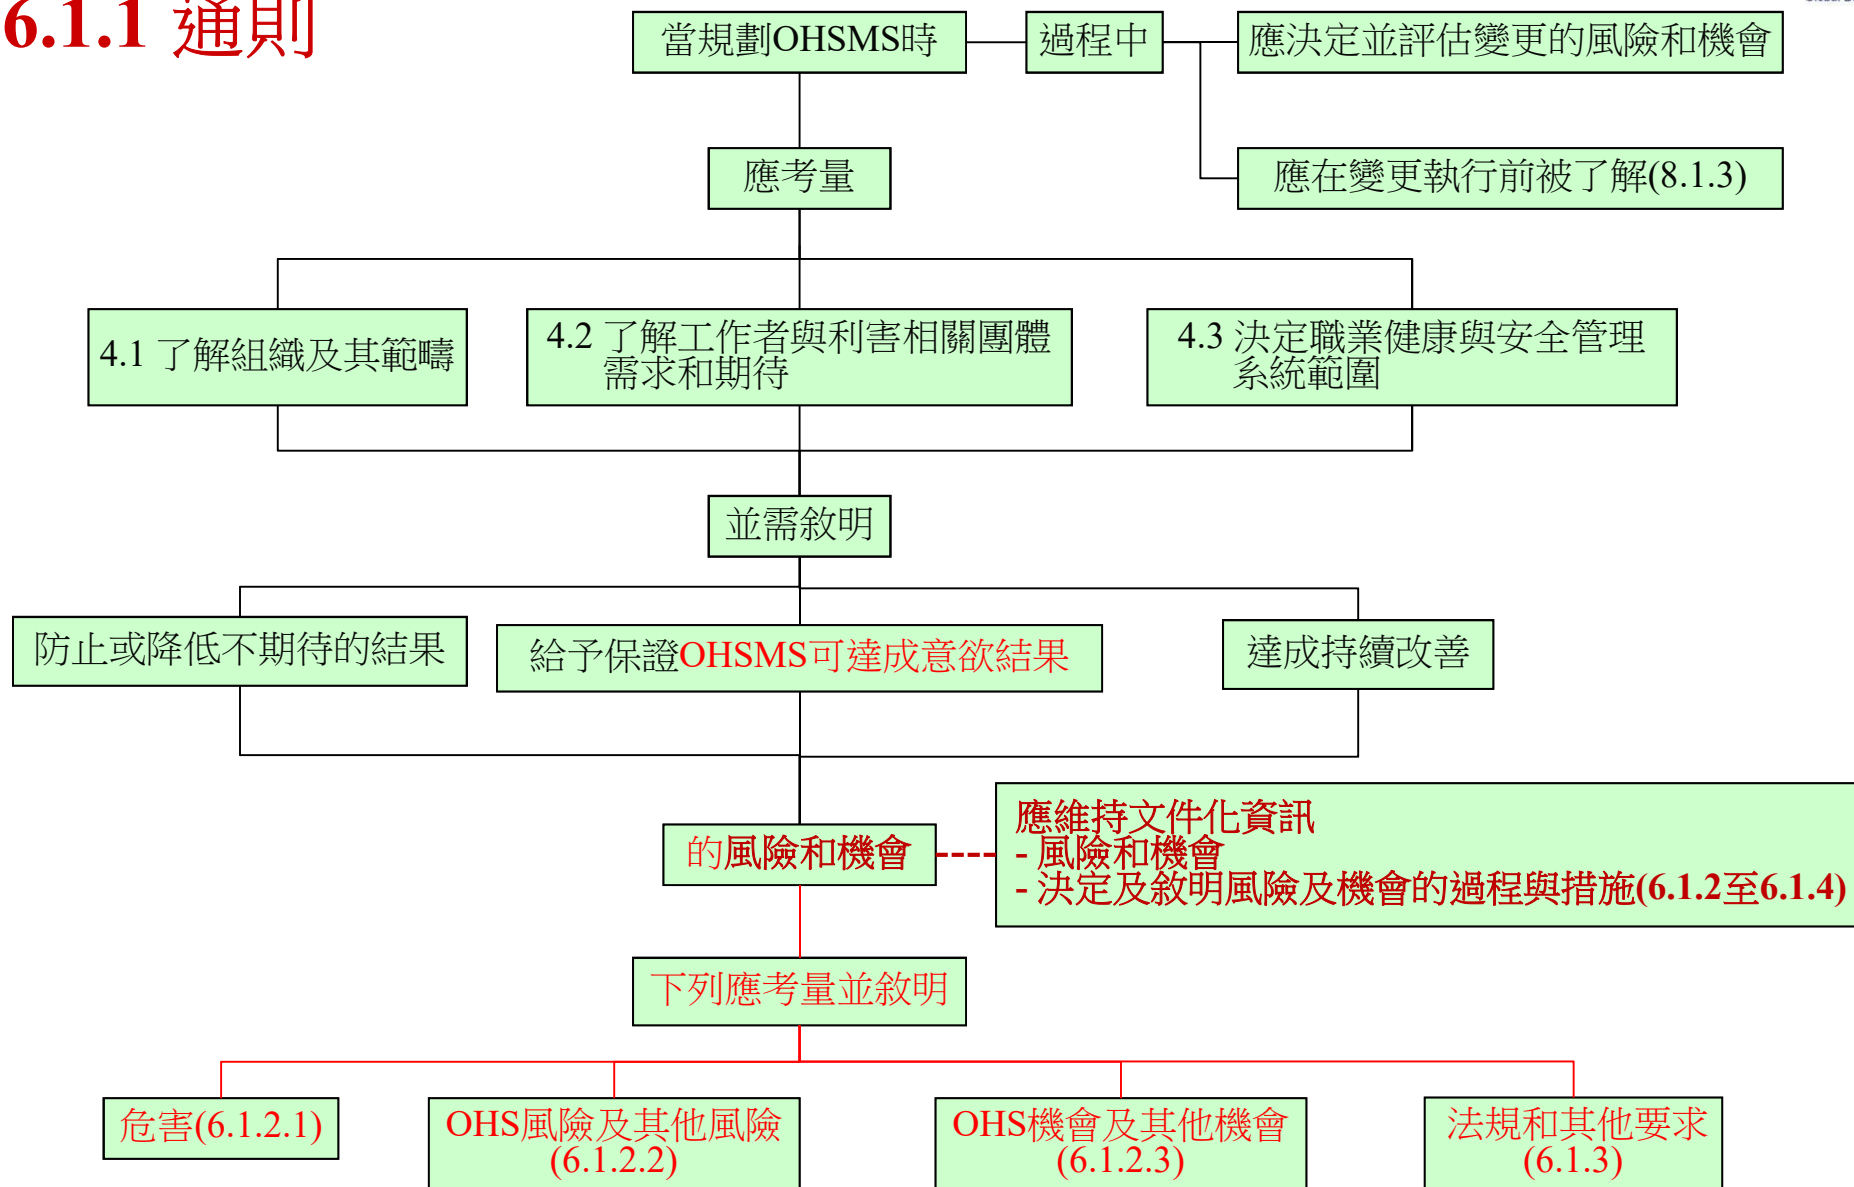 6.1.1 通則
當規劃OHSMS時
過程中
應決定並評估變更的風險和機會
應考量
應在變更執行前被了解(8.1.3)
4.1 了解組織及其範疇
4.2 了解工作者與利害相關團體
需求和期待
4.3 決定職業健康與安全管理
系統範圍
並需敘明
防止或降低不期待的結果
給予保證OHSMS可達成意欲結果
達成持續改善
的風險和機會
應維持文件化資訊
- 風險和機會
- 決定及敘明風險及機會的過程與措施(6.1.2至6.1.4)
下列應考量並敘明
危害(6.1.2.1)
OHS風險及其他風險
(6.1.2.2)
OHS機會及其他機會
(6.1.2.3)
法規和其他要求
(6.1.3)